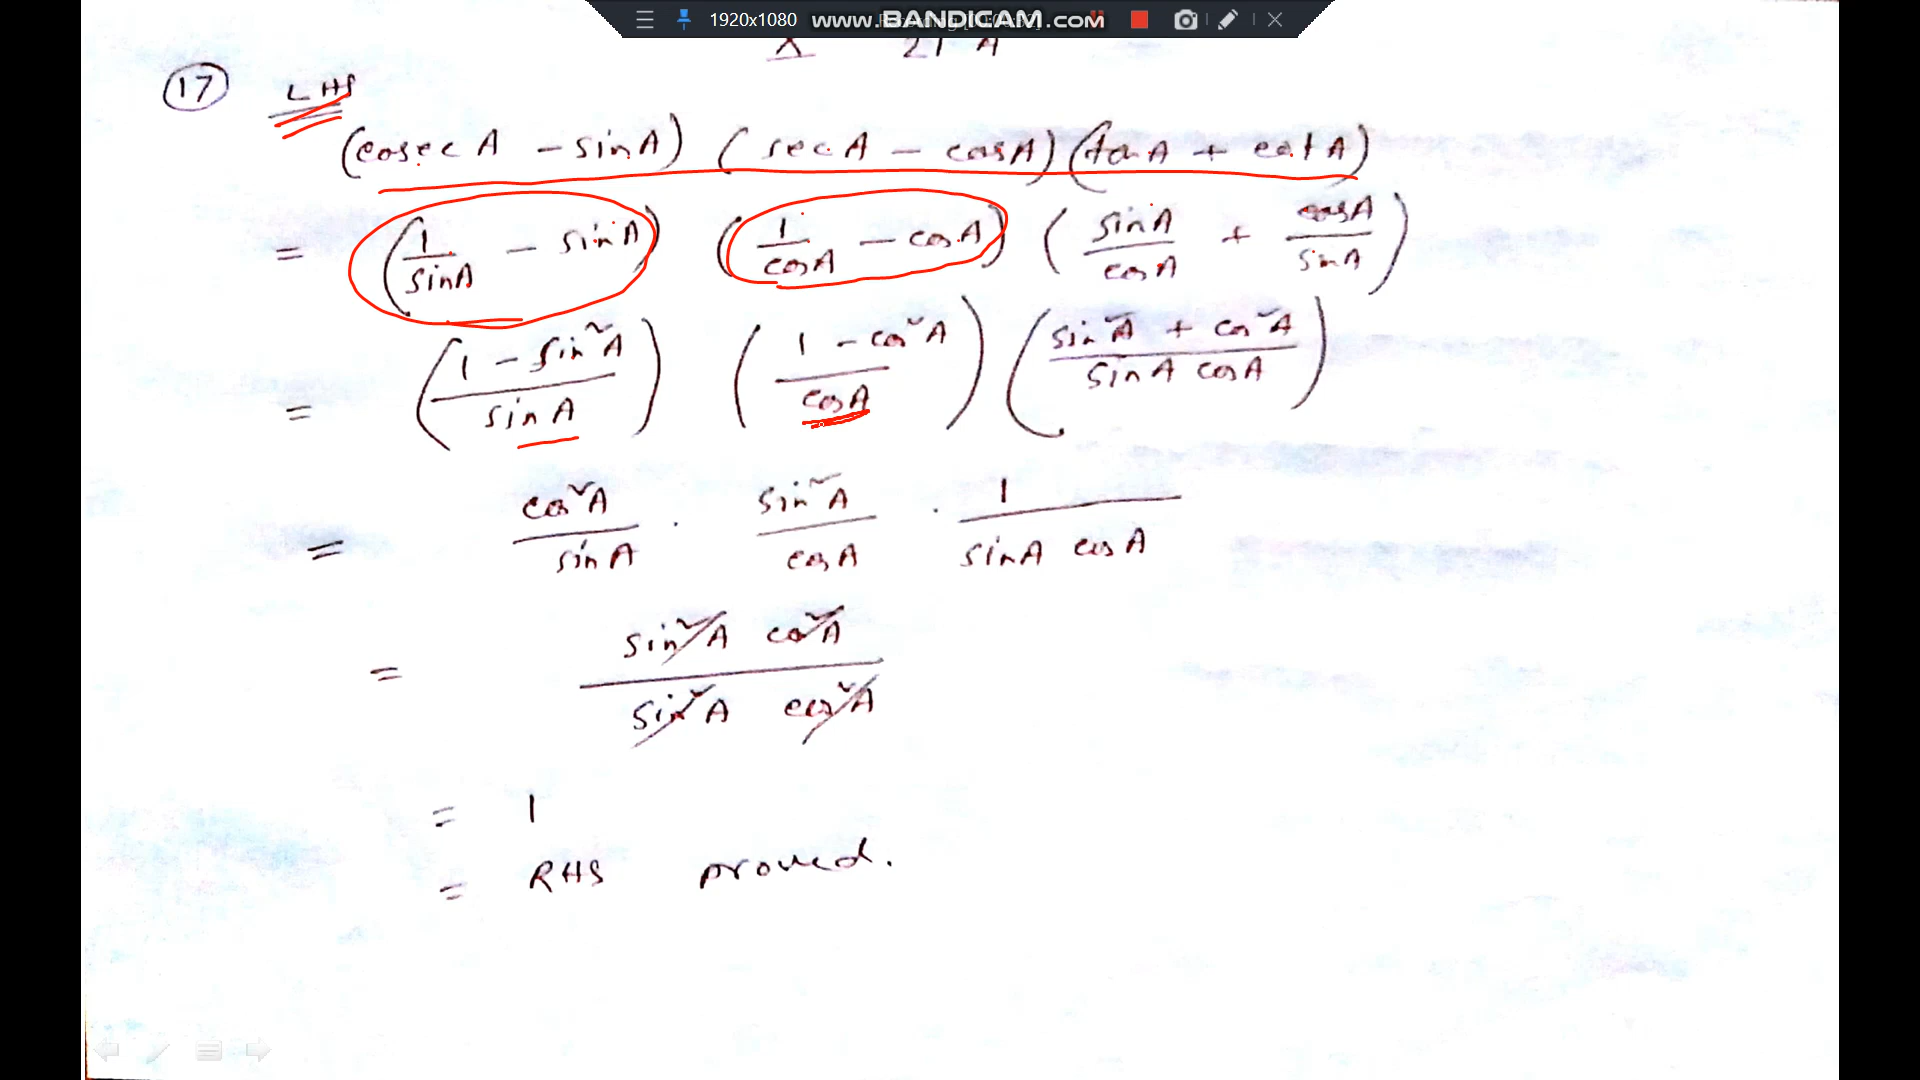 1920x1080 www.BANDICAM.com
17 LHS
(cosec A - sin A) (sec A - cos A) (tan A + cot A)
= (1/sin A - sin A) (1/cos A - cos A) (sin A/cos A + cos A/sin A)
= (1 - sin²A/sin A) (1 - cos²A/cos A) (sin²A + cos²A/sin A cos A)
= cos²A/sin A . sin²A/cos A . 1/sin A cos A
= sin²A cos²A/sin²A cos²A
= 1
= RHS proved.